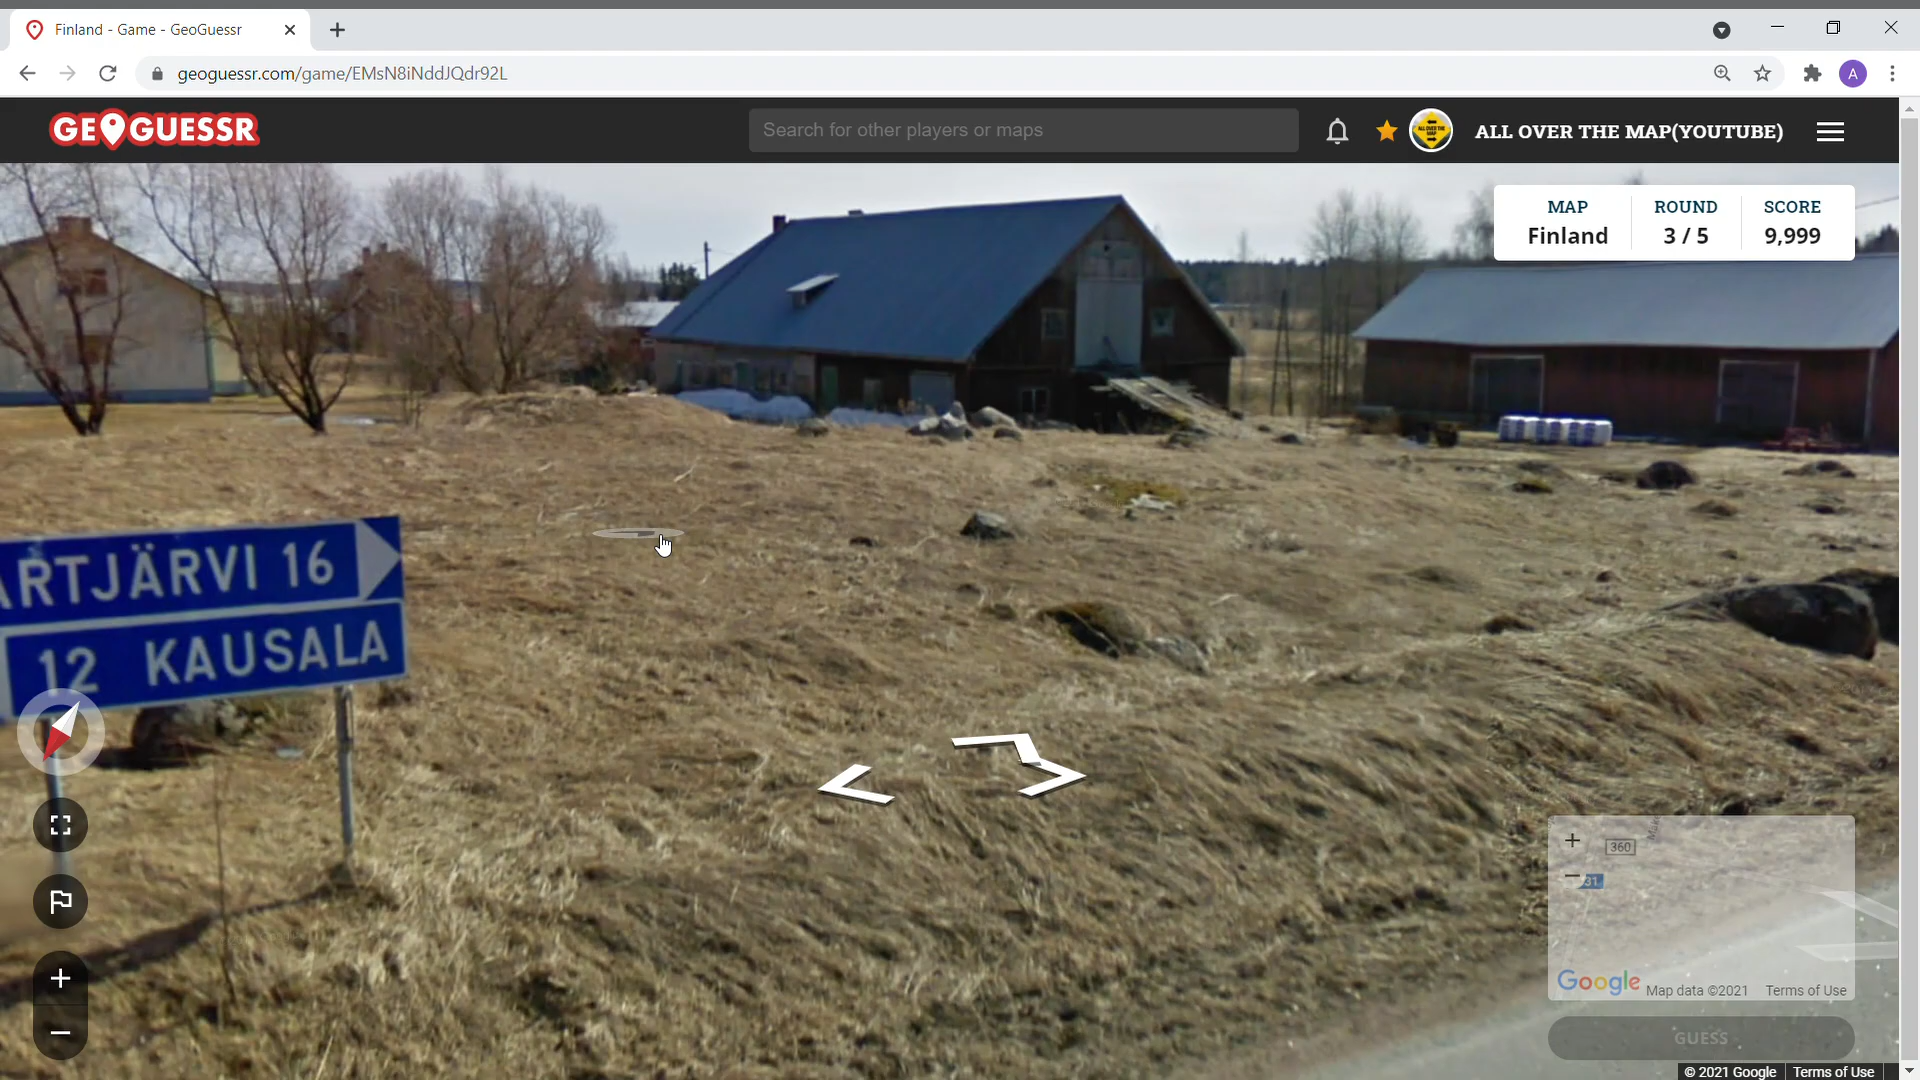 Finland - Game - GeoGuessr
geoguessr.com/game/EMsN8iNddJQdr92L
A
GEOGUESSR
Search for other players or maps
ALL OVER THE MAP(YOUTUBE)
MAP ROUND SCORE
Finland 3 / 5 9,999
ARTJÄRVI 16
12 KAUSALA
360
31
Google Map data ©2021 Terms of Use
GUESS
© 2021 Google Terms of Use